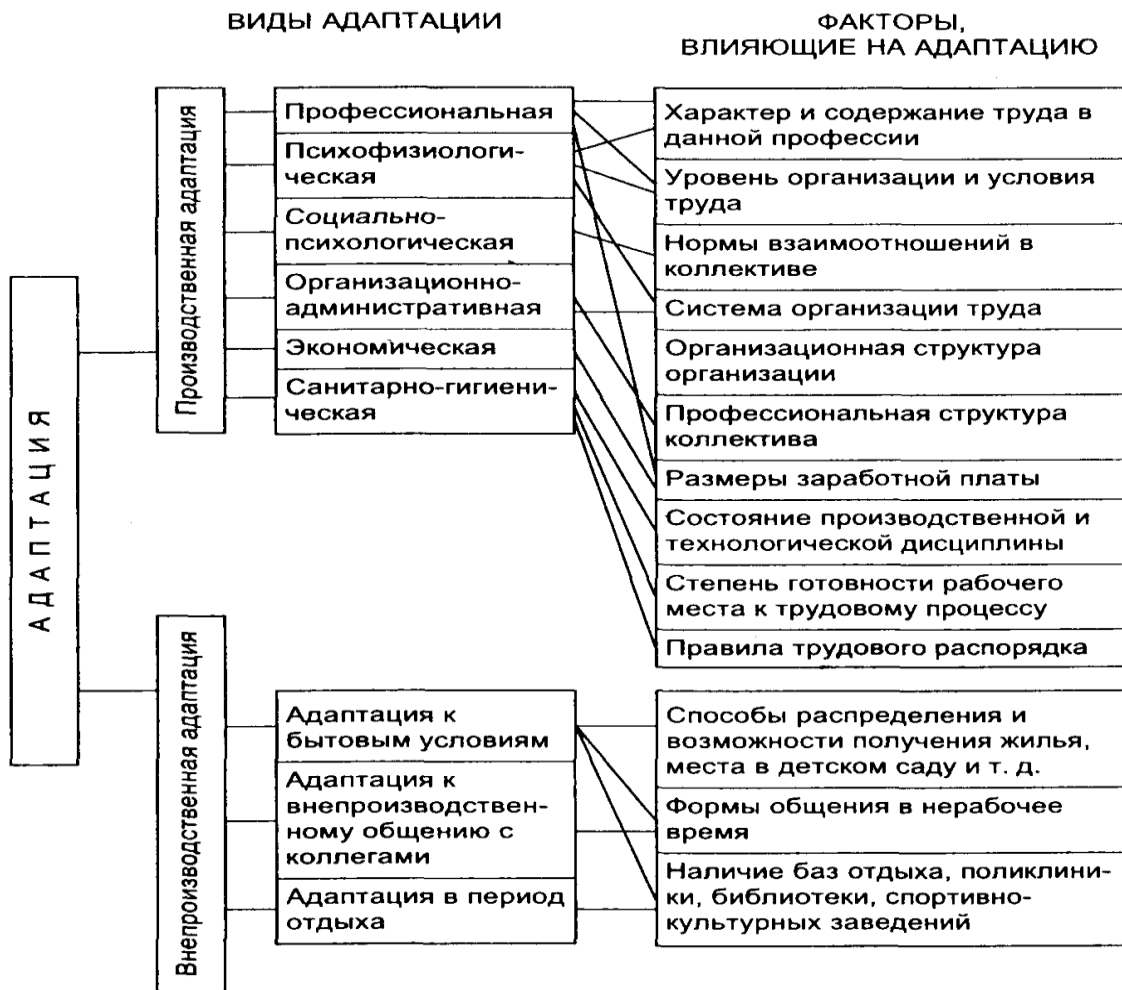 ВИДЫ АДАПТАЦИИ
ФАКТОРЫ,
ВЛИЯЮЩИЕ НА АДАПТАЦИЮ
АДАПТАЦИЯ
Производственная адаптация
Профессиональная
Психофизиологи-
ческая
Социально-
психологическая
Организационно-
административная
Экономическая
Санитарно-гигиени-
ческая
Характер и содержание труда в
данной профессии
Уровень организации и условия
труда
Нормы взаимоотношений в
коллективе
Система организации труда
Организационная структура
организации
Профессиональная структура
коллектива
Размеры заработной платы
Состояние производственной и
технологической дисциплины
Степень готовности рабочего
места к трудовому процессу
Правила трудового распорядка
Внепроизводственная адаптация
Адаптация к
бытовым условиям
Адаптация к
внепроизводствен-
ному общению с
коллегами
Адаптация в период
отдыха
Способы распределения и
возможности получения жилья,
места в детском саду и т. д.
Формы общения в нерабочее
время
Наличие баз отдыха, поликлини-
ки, библиотеки, спортивно-
культурных заведений